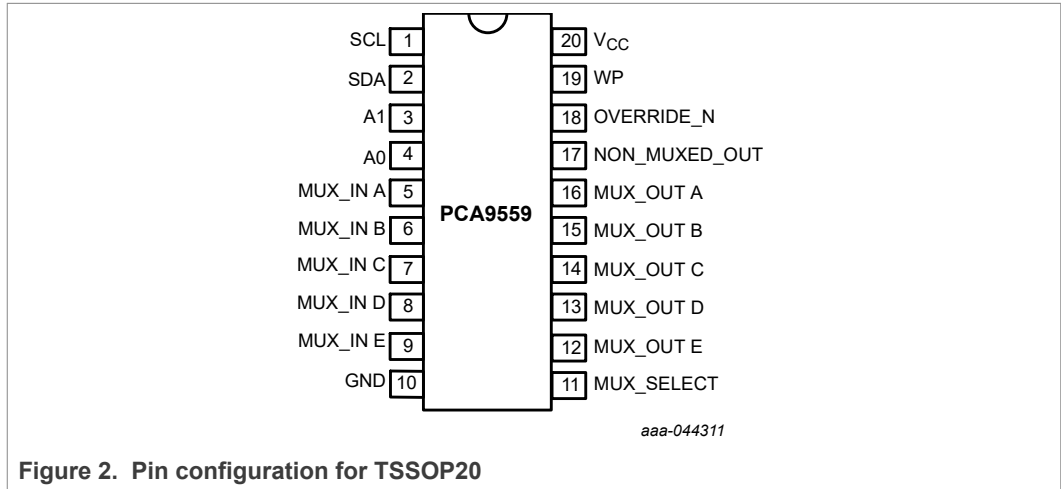 SCL 1
SDA 2
A1 3
A0 4
MUX_IN A 5
MUX_IN B 6
MUX_IN C 7
MUX_IN D 8
MUX_IN E 9
GND 10
PCA9559
20 VCC
19 WP
18 OVERRIDE_N
17 NON_MUXED_OUT
16 MUX_OUT A
15 MUX_OUT B
14 MUX_OUT C
13 MUX_OUT D
12 MUX_OUT E
11 MUX_SELECT
aaa-044311
Figure 2. Pin configuration for TSSOP20